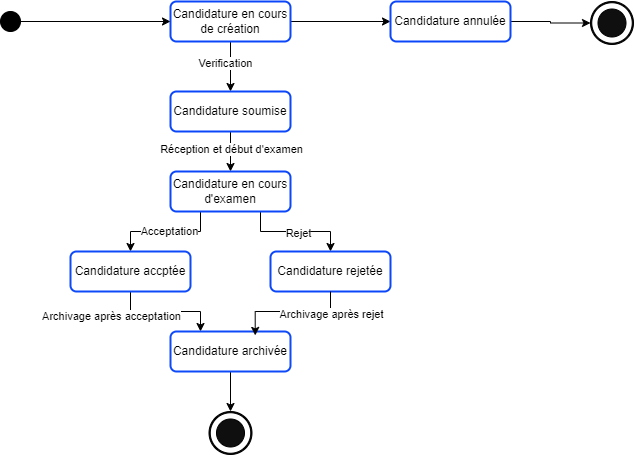 Candidature en cours
de création
Candidature annulée
Verification
Candidature soumise
Réception et début d'examen
Candidature en cours
d'examen
Acceptation
Rejet
Candidature accptée
Candidature rejetée
Archivage après acceptation
Archivage après rejet
Candidature archivée